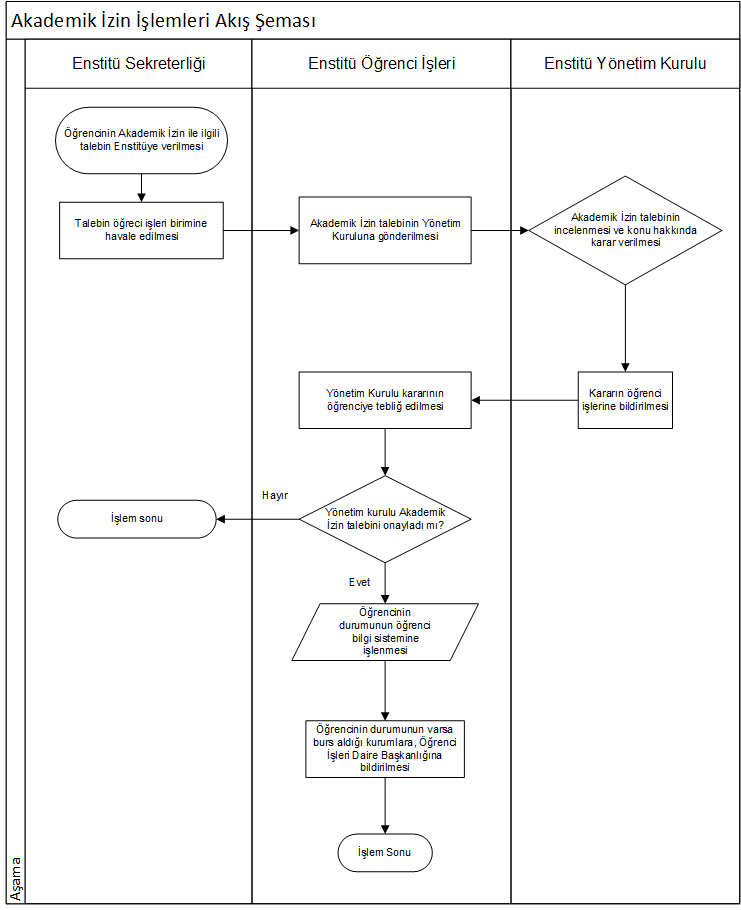 Akademik İzin İşlemleri Akış Şeması
Enstitü Sekreterliği
Enstitü Öğrenci İşleri
Enstitü Yönetim Kurulu
Öğrencinin Akademik İzin ile ilgili
talebin Enstitüye verilmesi
Talebin öğreci işleri birimine
havale edilmesi
Akademik İzin talebinin Yönetim
Kuruluna gönderilmesi
Akademik İzin talebinin
incelenmesi ve konu hakkında
karar verilmesi
Kararın öğrenci
işlerine bildirilmesi
Yönetim Kurulu kararının
öğrenciye tebliğ edilmesi
Yönetim kurulu Akademik
İzin talebini onayladı mı?
Hayır
İşlem sonu
Evet
Öğrencinin
durumunun öğrenci
bilgi sistemine
işlenmesi
Öğrencinin durumunun varsa
burs aldığı kurumlara, Öğrenci
İşleri Daire Başkanlığına
bildirilmesi
İşlem Sonu
Aşama